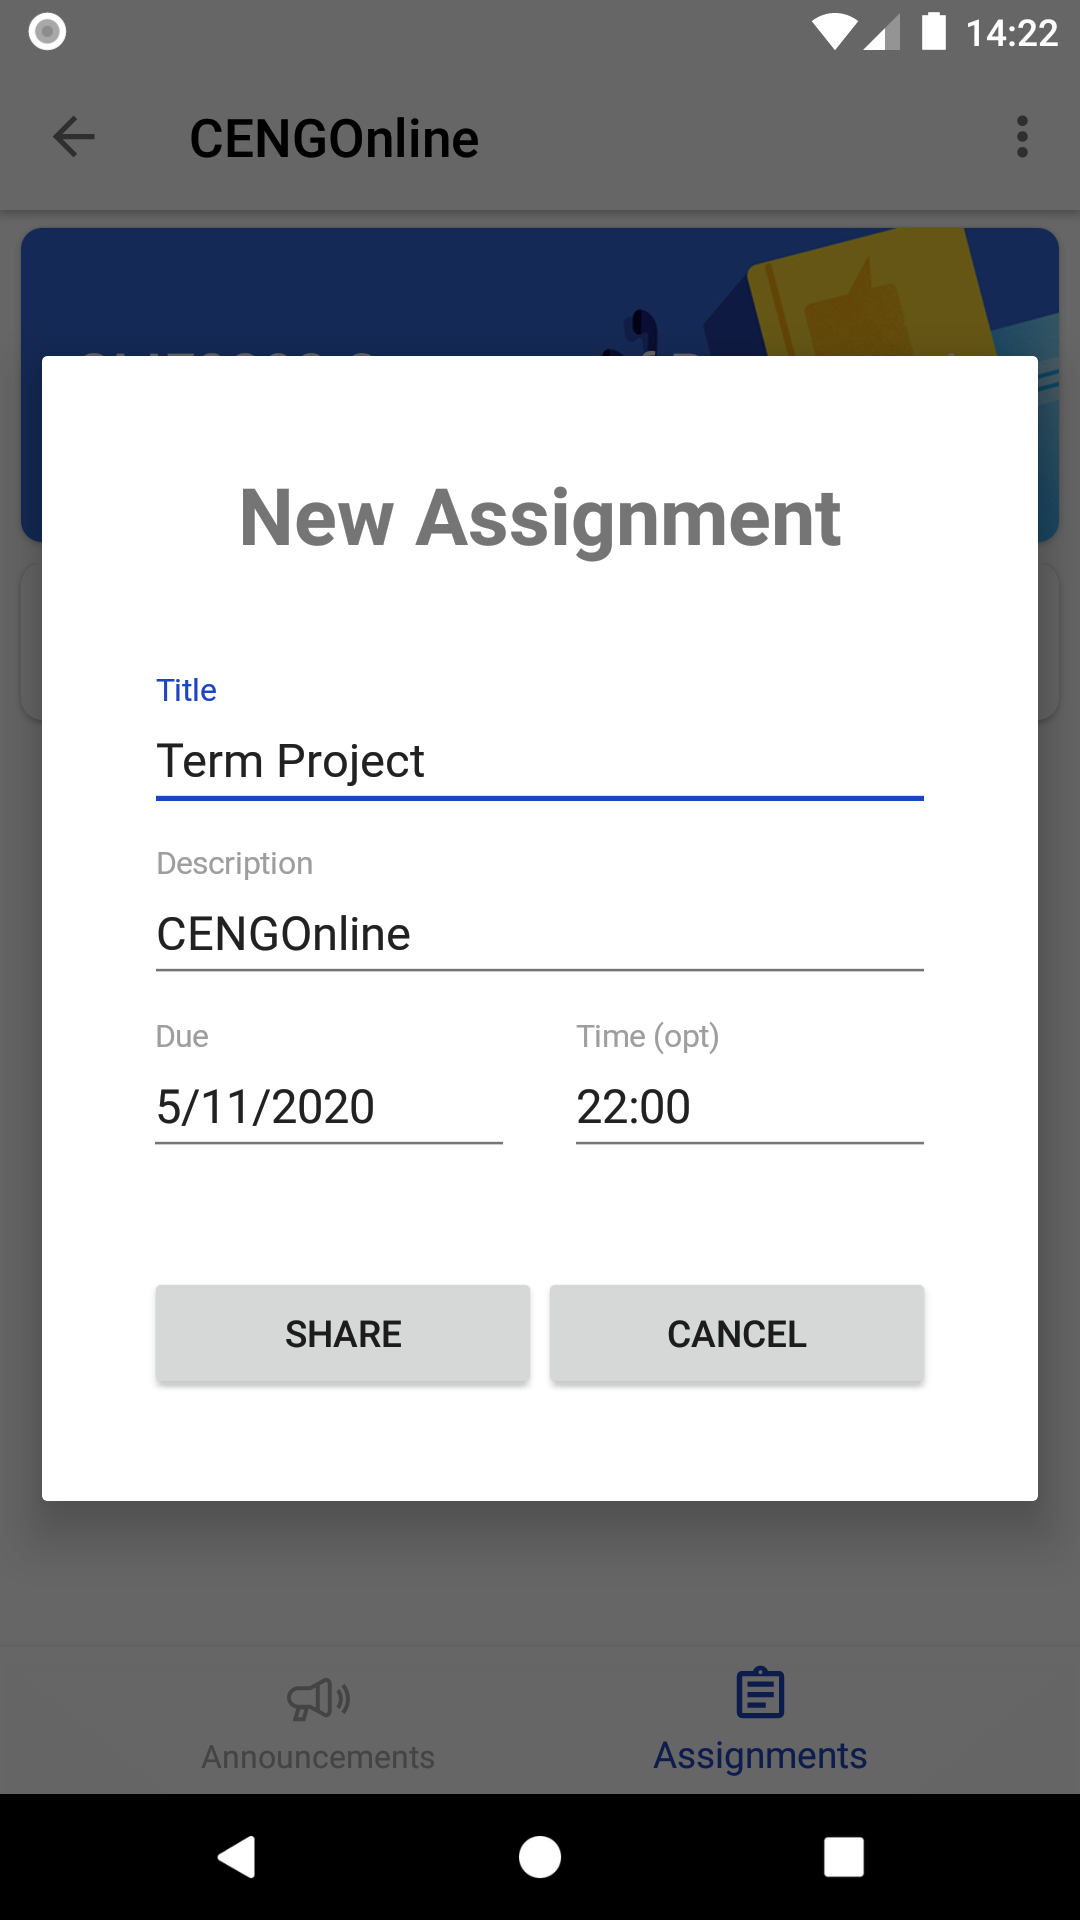 14:22
CENGOnline
New Assignment
Title
Term Project
Description
CENGOnline
Due
Time (opt)
5/11/2020
22:00
SHARE
CANCEL
Announcements
Assignments